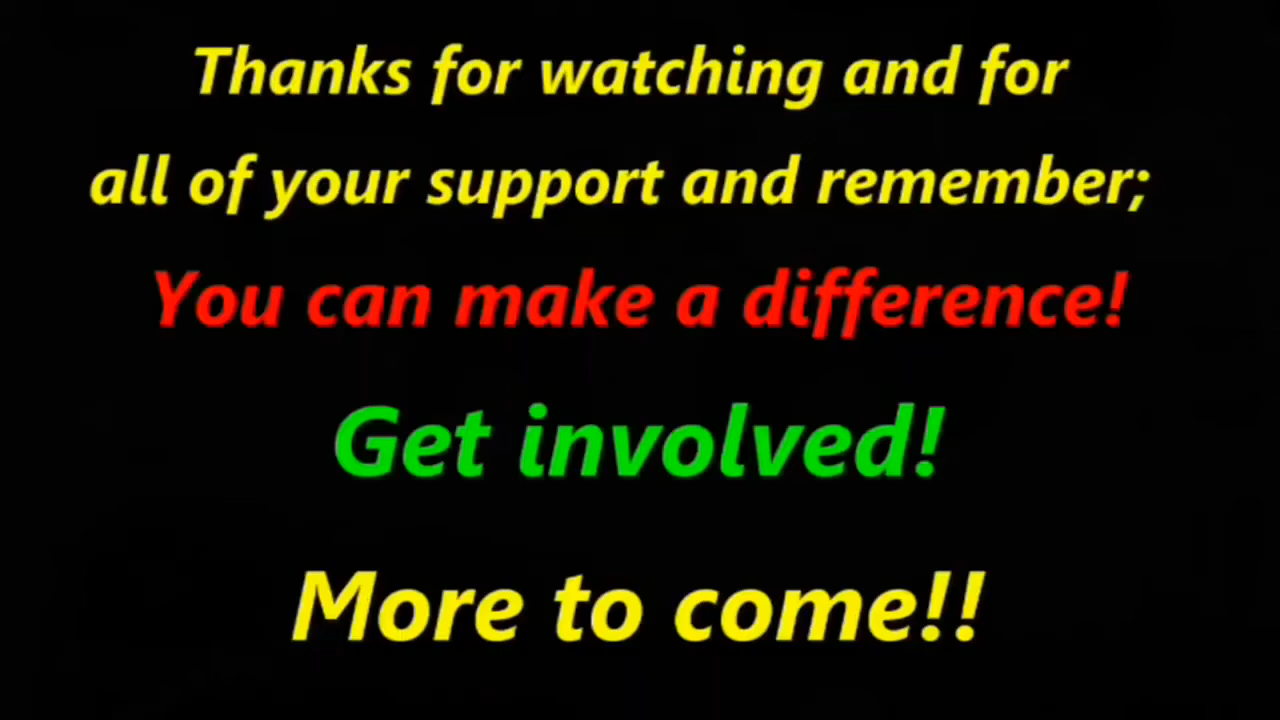 Thanks for watching and for
all of your support and remember;
You can make a difference!
Get involved!
More to come!!